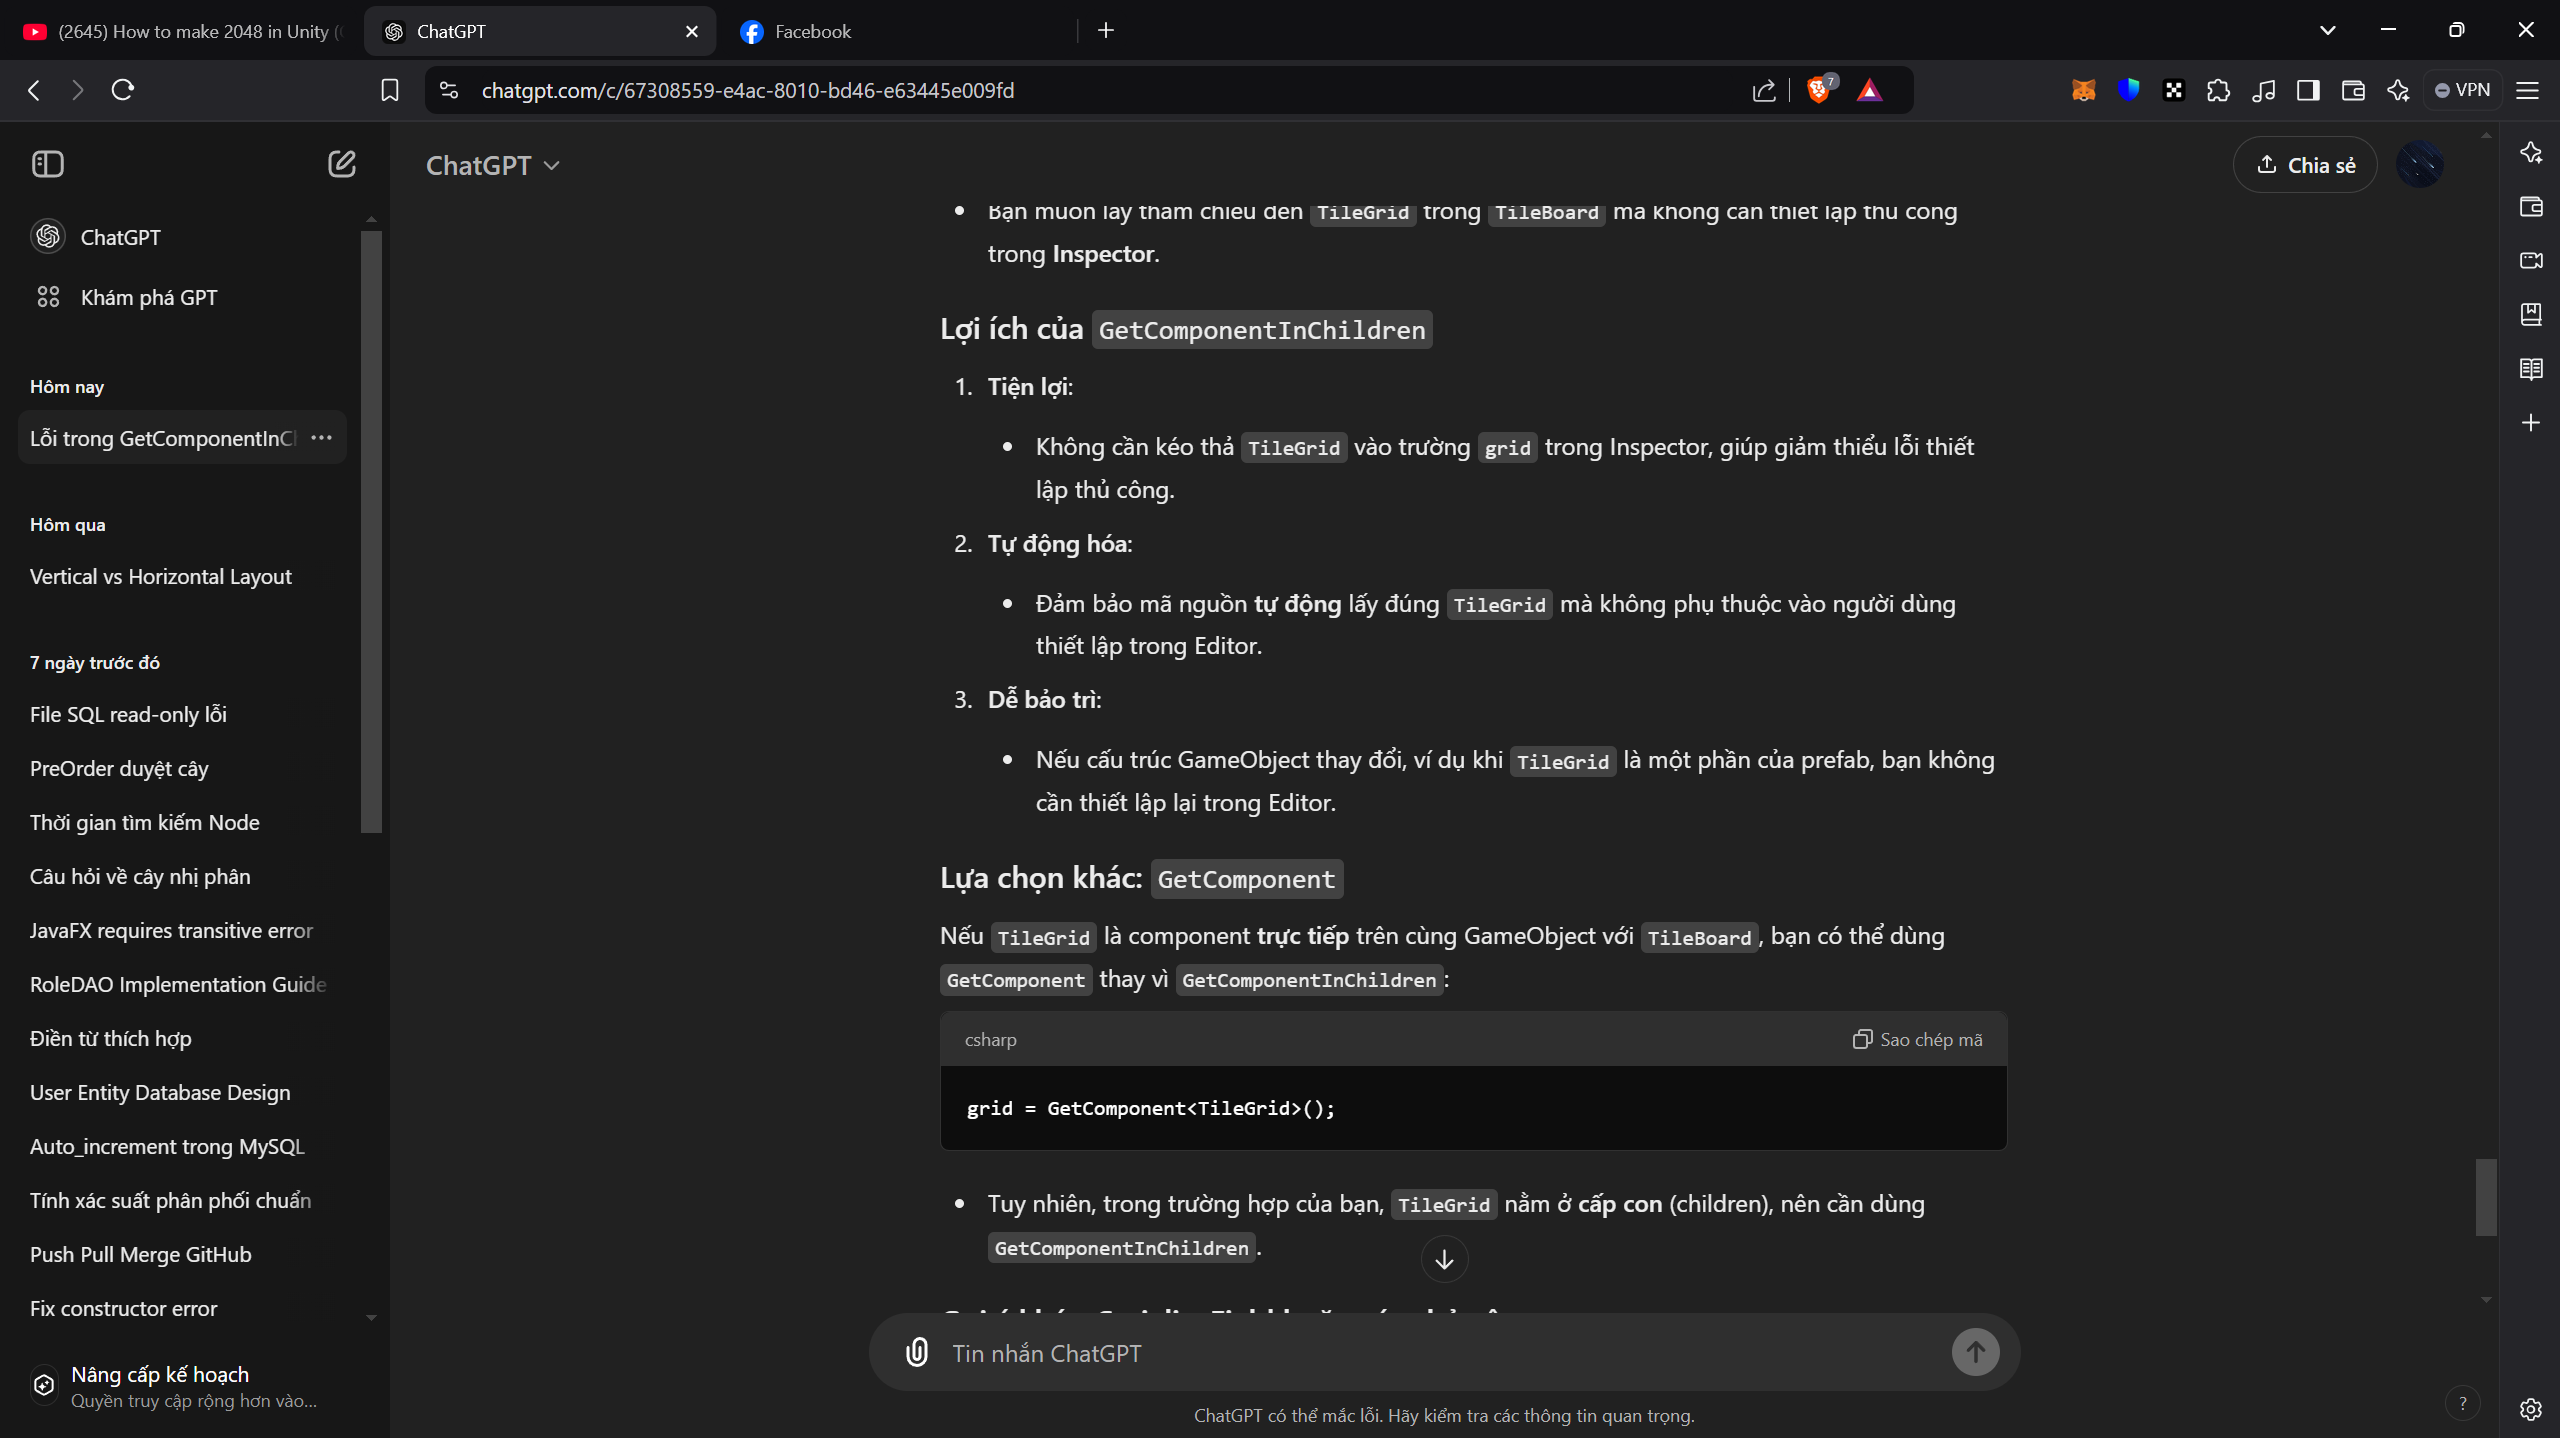 (2645) How to make 2048 in Unity (
ChatGPT
Facebook
chatgpt.com/c/67308559-e4ac-8010-bd46-e63445e009fd
7
VPN
ChatGPT
Chia sẻ
ChatGPT
Khám phá GPT
Hôm nay
Lỗi trong GetComponentInCh
Hôm qua
Vertical vs Horizontal Layout
7 ngày trước đó
File SQL read-only lỗi
PreOrder duyệt cây
Thời gian tìm kiếm Node
Câu hỏi về cây nhị phân
JavaFX requires transitive error
RoleDAO Implementation Guide
Điền từ thích hợp
User Entity Database Design
Auto_increment trong MySQL
Tính xác suất phân phối chuẩn
Push Pull Merge GitHub
Fix constructor error
Nâng cấp kế hoạch
Quyền truy cập rộng hơn vào...
Bạn muốn lấy tham chiếu đến TileGrid trong TileBoard mà không cần thiết lập thủ công
trong Inspector.
Lợi ích của GetComponentInChildren
1. Tiện lợi:
• Không cần kéo thả TileGrid vào trường grid trong Inspector, giúp giảm thiểu lỗi thiết
lập thủ công.
2. Tự động hóa:
• Đảm bảo mã nguồn tự động lấy đúng TileGrid mà không phụ thuộc vào người dùng
thiết lập trong Editor.
3. Dễ bảo trì:
• Nếu cấu trúc GameObject thay đổi, ví dụ khi TileGrid là một phần của prefab, bạn không
cần thiết lập lại trong Editor.
Lựa chọn khác: GetComponent
Nếu TileGrid là component trực tiếp trên cùng GameObject với TileBoard, bạn có thể dùng
GetComponent thay vì GetComponentInChildren:
csharp
Sao chép mã
grid = GetComponent<TileGrid>();
• Tuy nhiên, trong trường hợp của bạn, TileGrid nằm ở cấp con (children), nên cần dùng
GetComponentInChildren.
Tin nhắn ChatGPT
ChatGPT có thể mắc lỗi. Hãy kiểm tra các thông tin quan trọng.
?